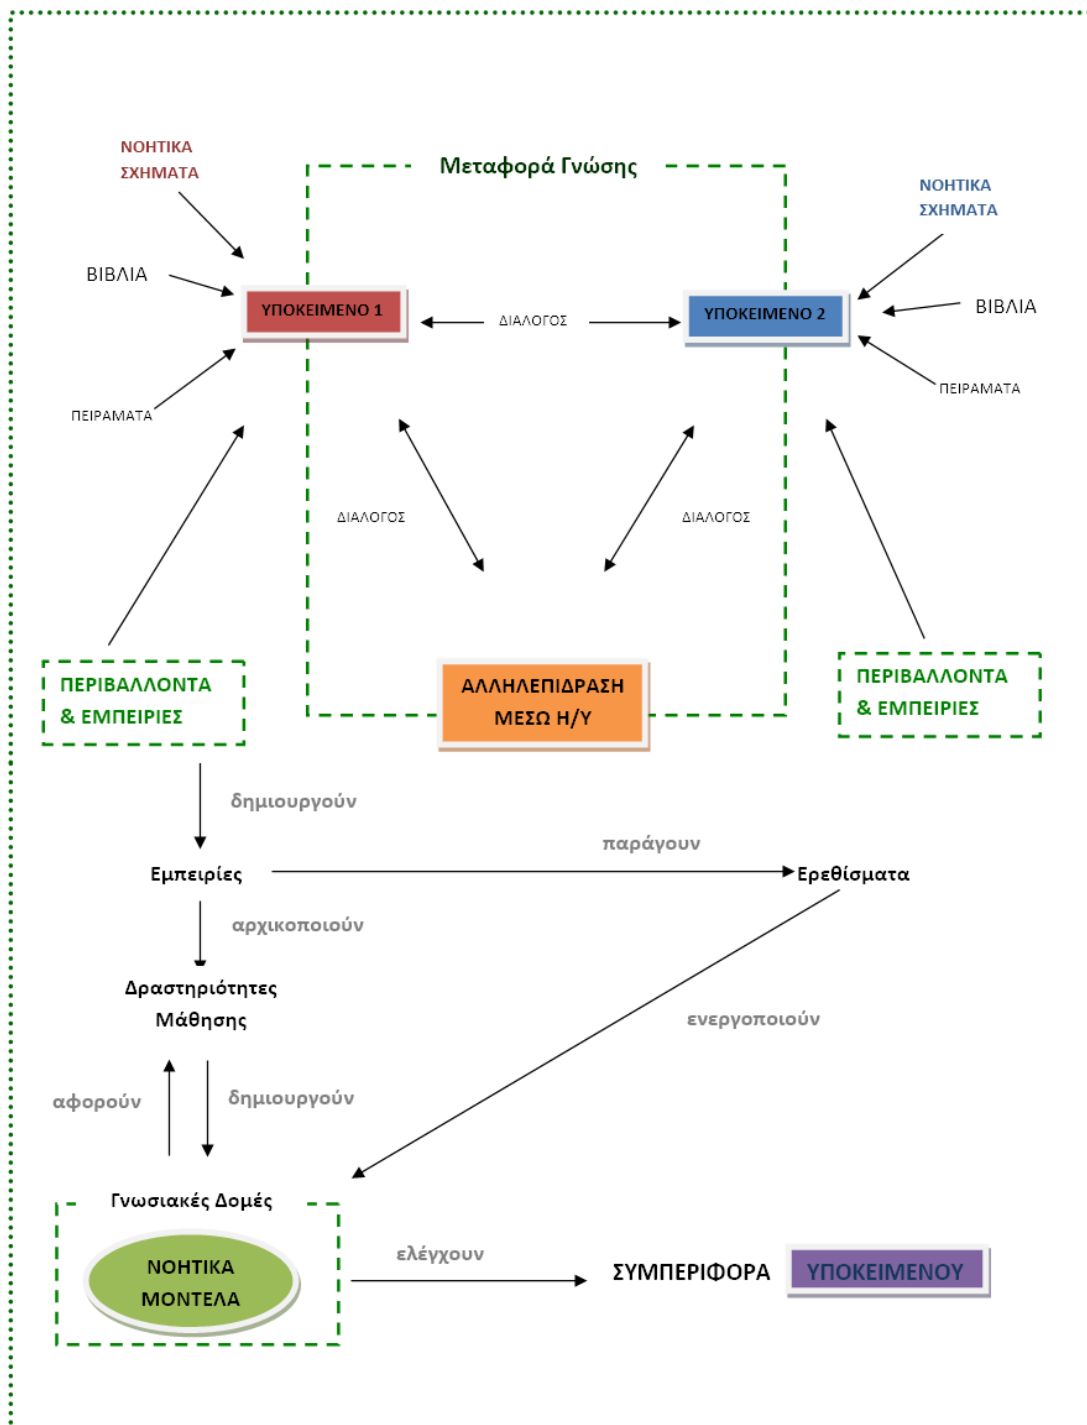 ΝΟΗΤΙΚΑ
ΣΧΗΜΑΤΑ
Μεταφορά Γνώσης
ΝΟΗΤΙΚΑ
ΣΧΗΜΑΤΑ
ΒΙΒΛΙΑ
ΥΠΟΚΕΙΜΕΝΟ 1
ΔΙΑΛΟΓΟΣ
ΥΠΟΚΕΙΜΕΝΟ 2
ΒΙΒΛΙΑ
ΠΕΙΡΑΜΑΤΑ
ΠΕΙΡΑΜΑΤΑ
ΔΙΑΛΟΓΟΣ
ΔΙΑΛΟΓΟΣ
ΠΕΡΙΒΑΛΛΟΝΤΑ
& ΕΜΠΕΙΡΙΕΣ
ΑΛΛΗΛΕΠΙΔΡΑΣΗ
ΜΕΣΩ Η/Υ
ΠΕΡΙΒΑΛΛΟΝΤΑ
& ΕΜΠΕΙΡΙΕΣ
δημιουργούν
παράγουν
Εμπειρίες
Ερεθίσματα
αρχικοποιούν
Δραστηριότητες
Μάθησης
ενεργοποιούν
αφορούν
δημιουργούν
Γνωσιακές Δομές
ΝΟΗΤΙΚΑ
ΜΟΝΤΕΛΑ
ελέγχουν
ΣΥΜΠΕΡΙΦΟΡΑ
ΥΠΟΚΕΙΜΕΝΟΥ